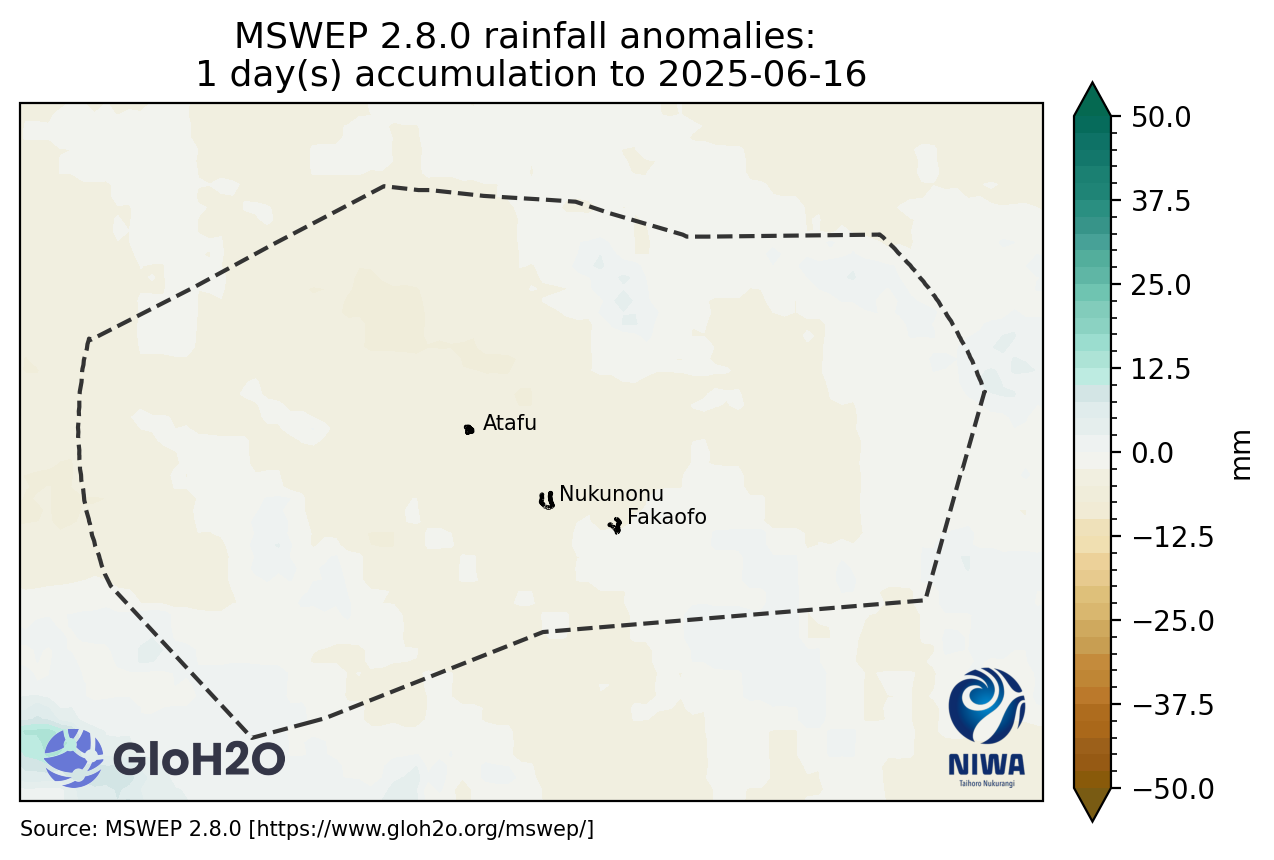 MSWEP 2.8.0 rainfall anomalies:
1 day(s) accumulation to 2025-06-16
50.0
37.5
25.0
12.5
0.0
−12.5
−25.0
−37.5
−50.0
mm
Atafu
Nukunonu
Fakaofo
GloH2O
NIWA
Taihoro Nukurangi
Source: MSWEP 2.8.0 [https://www.gloh2o.org/mswep/]